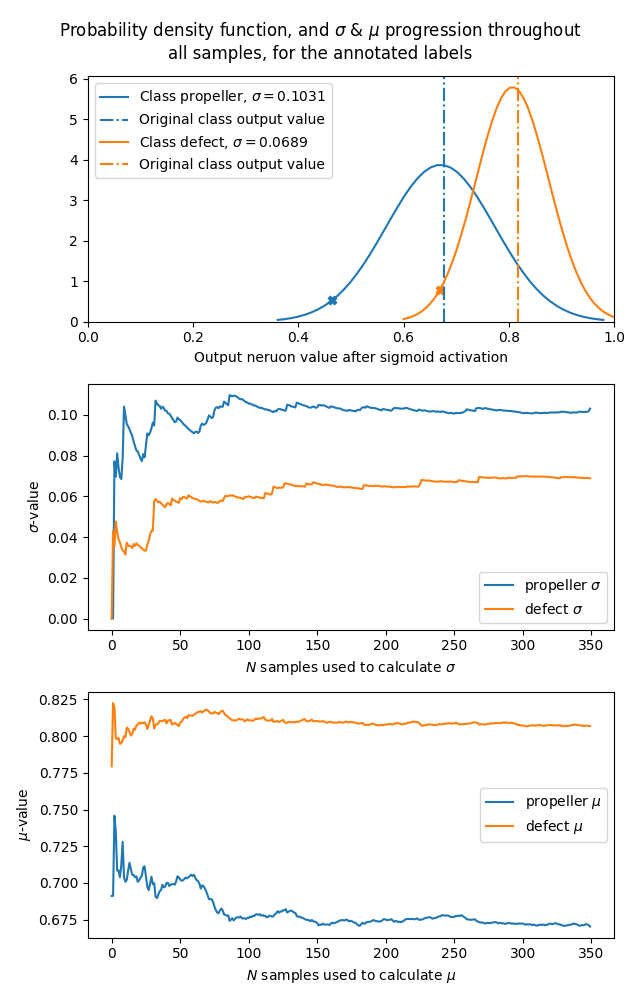 Probability density function, and σ & μ progression throughout
all samples, for the annotated labels
6
5
4
3
2
1
0
Class propeller, σ = 0.1031
Original class output value
Class defect, σ = 0.0689
Original class output value
0.0 0.2 0.4 0.6 0.8 1.0
Output neruon value after sigmoid activation
0.10
0.08
0.06
0.04
0.02
0.00
σ-value
propeller σ
defect σ
0 50 100 150 200 250 300 350
N samples used to calculate σ
0.825
0.800
0.775
0.750
0.725
0.700
0.675
μ-value
propeller μ
defect μ
0 50 100 150 200 250 300 350
N samples used to calculate μ